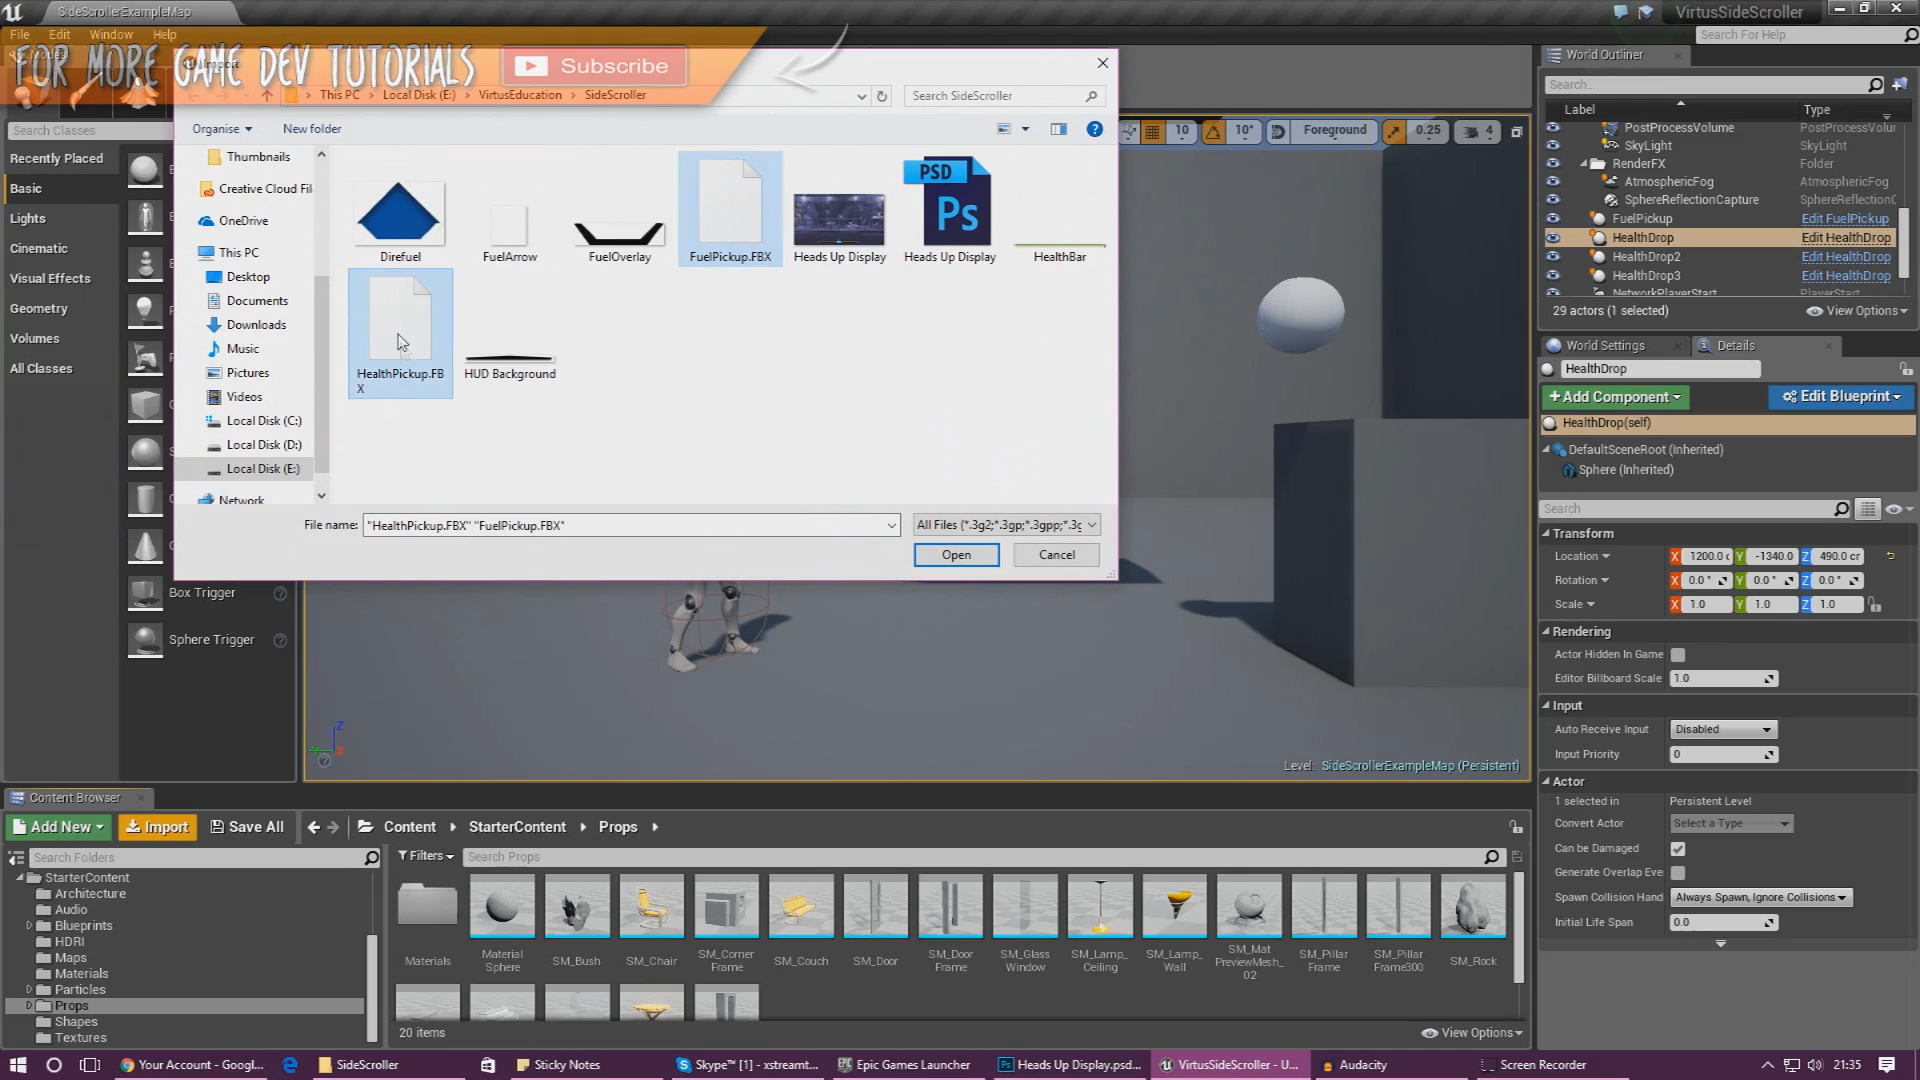 SideScrollerExampleMap
VirtusSideScroller
File Edit Window Help
Search For Help
FOR MORE GAME DEV TUTORIALS
Subscribe
This PC Local Disk (E:) VirtusEducation SideScroller
Search SideScroller
Organise New folder
Search Classes
Recently Placed
Basic
Lights
Cinematic
Visual Effects
Geometry
Volumes
All Classes
Box Trigger
Sphere Trigger
Thumbnails
Creative Cloud Fil
OneDrive
This PC
Desktop
Documents
Downloads
Music
Pictures
Videos
Local Disk (C:)
Local Disk (D:)
Local Disk (E:)
Network
PSD
Ps
Direfuel FuelArrow FuelOverlay FuelPickup.FBX Heads Up Display Heads Up Display HealthBar
HealthPickup.FB
X
HUD Background
File name: "HealthPickup.FBX" "FuelPickup.FBX"
All Files (*.3g2;*.3gp;*.3gpp;*.3g
Open Cancel
10 10° Foreground 0.25 4
Level: SideScrollerExampleMap (Persistent)
World Outliner
Search...
Label Type
PostProcessVolume PostProcessVolur
SkyLight SkyLight
RenderFX Folder
AtmosphericFog AtmosphericFog
SphereReflectionCapture SphereReflectionC
FuelPickup Edit FuelPickup
HealthDrop Edit HealthDrop
HealthDrop2 Edit HealthDrop
HealthDrop3 Edit HealthDrop
NetworkPlayerStart PlayerStart
29 actors (1 selected) View Options
World Settings Details
HealthDrop
Add Component Edit Blueprint
HealthDrop(self)
DefaultSceneRoot (Inherited)
Sphere (Inherited)
Search
Transform
Location X 1200.0 c Y -1340.0 Z 490.0 cr
Rotation X 0.0 ° Y 0.0 ° Z 0.0 °
Scale X 1.0 Y 1.0 Z 1.0
Rendering
Actor Hidden In Game
Editor Billboard Scale 1.0
Input
Auto Receive Input Disabled
Input Priority 0
Actor
1 selected in Persistent Level
Convert Actor Select a Type
Can be Damaged
Generate Overlap Eve
Spawn Collision Hand Always Spawn, Ignore Collisions
Initial Life Span 0.0
Content Browser
Add New Import Save All Content StarterContent Props
Search Folders
Filters Search Props
StarterContent
Architecture
Audio
Blueprints
HDRI
Maps
Materials
Particles
Props
Shapes
Textures
Materials
Material
Sphere
SM_Bush
SM_Chair
SM_Corner
Frame
SM_Couch
SM_Door
SM_Door
Frame
SM_Glass
Window
SM_Lamp_
Ceiling
SM_Lamp_
Wall
SM_Mat
PreviewMesh_
02
SM_Pillar
Frame
SM_Pillar
Frame300
SM_Rock
20 items View Options
Your Account - Googl...
SideScroller
Sticky Notes
Skype™ [1] - xstreamt...
Epic Games Launcher
Heads Up Display.psd...
VirtusSideScroller - U...
Audacity
Screen Recorder
21:35